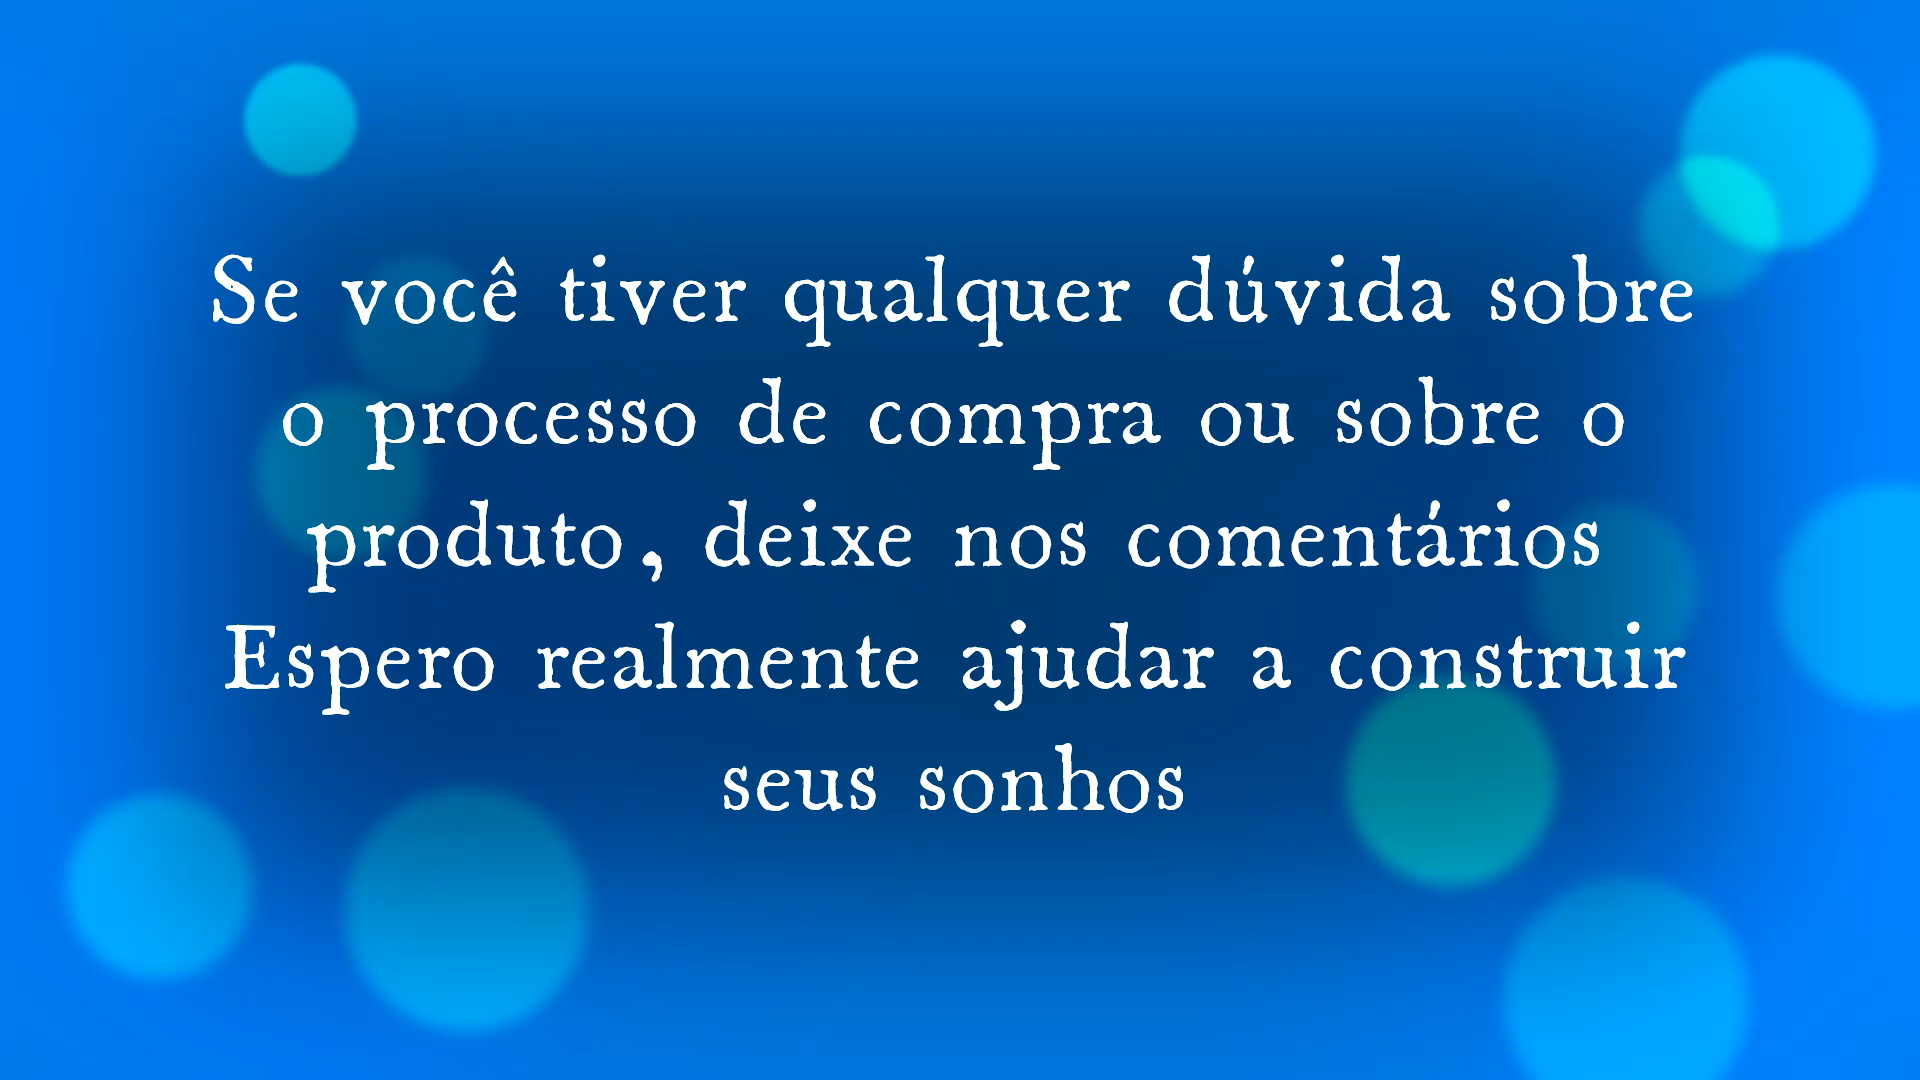 Se você tiver qualquer dúvida sobre
o processo de compra ou sobre o
produto, deixe nos comentários
Espero realmente ajudar a construir
seus sonhos